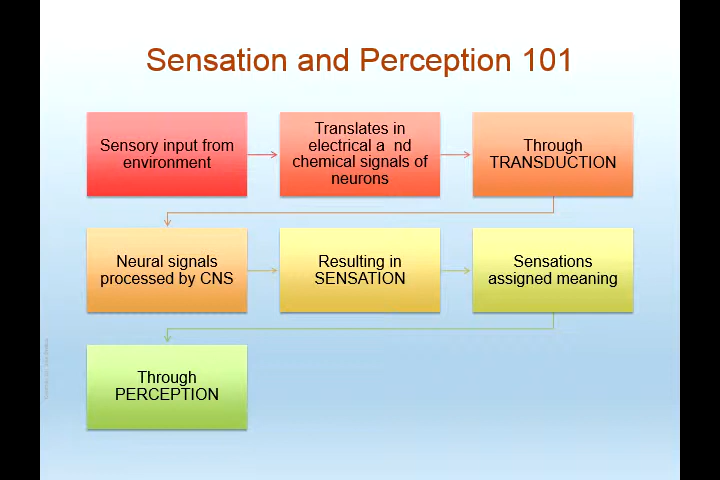 Sensation and Perception 101
Sensory input from
environment
Translates in
electrical a nd
chemical signals of
neurons
Through
TRANSDUCTION
Neural signals
processed by CNS
Resulting in
SENSATION
Sensations
assigned meaning
Through
PERCEPTION